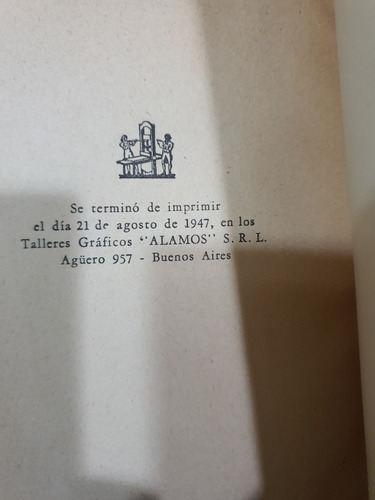 Se terminó de imprimir
el día 21 de agosto de 1947, en los
Talleres Gráficos "ALAMOS" S. R. L.
Agüero 957 - Buenos Aires